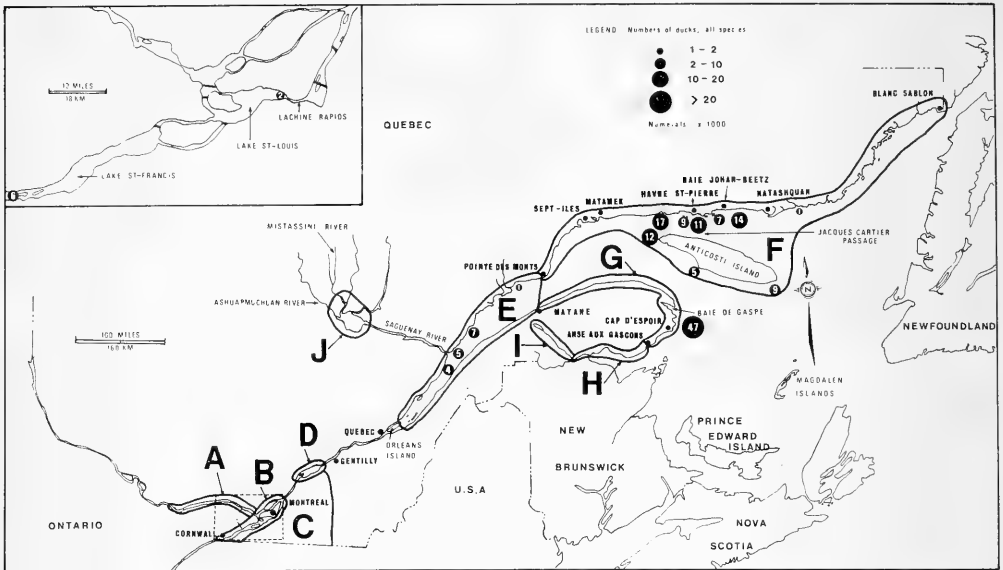 LEGEND Numbers of ducks, all species
1 – 2
2 – 10
10 – 20
> 20
Numerals x 1000
12 MILES
18 KM
2
LACHINE RAPIDS
LAKE ST-LOUIS
LAKE ST-FRANCIS
QUEBEC
BLANC SABLON
BAIE JOHAN-BEETZ
HAVRE ST-PIERRE
NATASHQUAN
MATAMEK
SEPT-ILES
17
9
11
7
14
1
12
JACQUES CARTIER
PASSAGE
ANTICOSTI ISLAND
F
5
9
MISTASSINI RIVER
POINTE DES MONTS
1
G
N
ASHUAPMUCHLAN RIVER
E
MATANE
BAIE DE GASPE
CAP D'ESPOIR
47
ANSE AUX GASCONS
NEWFOUNDLAND
SAGUENAY RIVER
7
5
4
J
I
H
100 MILES
168 KM
MAGDALEN
ISLANDS
QUEBEC
ORLEANS
ISLAND
NEW
BRUNSWICK
PRINCE
EDWARD ISLAND
D
GENTILLY
A
B
U.S.A
MONTREAL
C
CORNWALL
ONTARIO
NOVA
SCOTIA